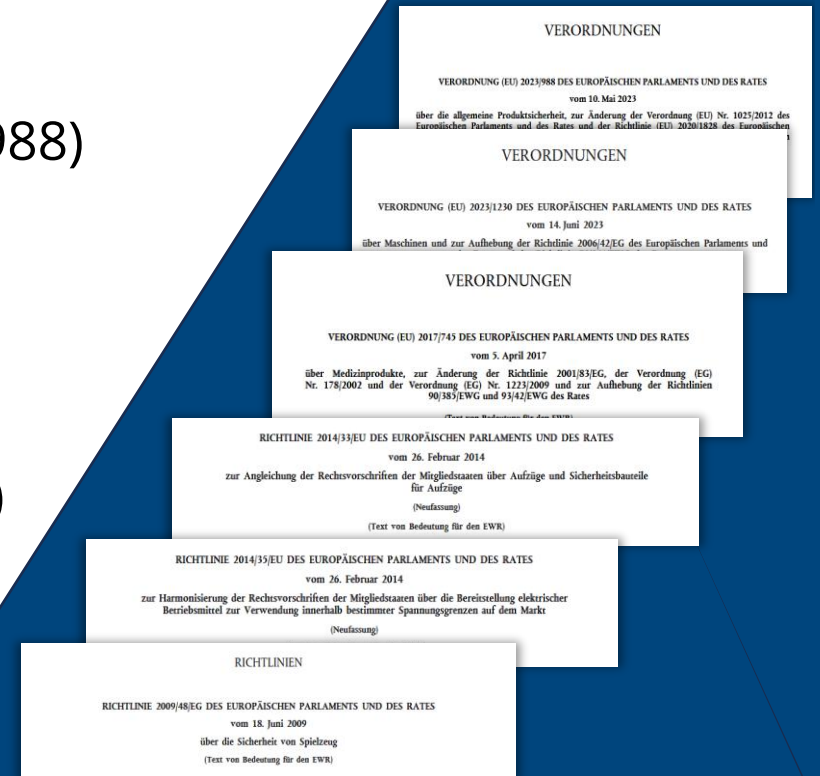 988)
)
VERORDNUNGEN
VERORDNUNG (EU) 2023/988 DES EUROPÄISCHEN PARLAMENTS UND DES RATES
vom 10. Mai 2023
über die allgemeine Produktsicherheit, zur Änderung der Verordnung (EU) Nr. 1025/2012 des
Europäischen Parlaments und des Rates und der Richtlinie (EU) 2020/1828 des Europäischen
VERORDNUNGEN
VERORDNUNG (EU) 2023/1230 DES EUROPÄISCHEN PARLAMENTS UND DES RATES
vom 14. Juni 2023
über Maschinen und zur Aufhebung der Richtlinie 2006/42/EG des Europäischen Parlaments und
VERORDNUNGEN
VERORDNUNG (EU) 2017/745 DES EUROPÄISCHEN PARLAMENTS UND DES RATES
vom 5. April 2017
über Medizinprodukte, zur Änderung der Richtlinie 2001/83/EG, der Verordnung (EG)
Nr. 178/2002 und der Verordnung (EG) Nr. 1223/2009 und zur Aufhebung der Richtlinien
90/385/EWG und 93/42/EWG des Rates
(Text von Bedeutung für den EWR)
RICHTLINIE 2014/33/EU DES EUROPÄISCHEN PARLAMENTS UND DES RATES
vom 26. Februar 2014
zur Angleichung der Rechtsvorschriften der Mitgliedstaaten über Aufzüge und Sicherheitsbauteile
für Aufzüge
(Neufassung)
(Text von Bedeutung für den EWR)
RICHTLINIE 2014/35/EU DES EUROPÄISCHEN PARLAMENTS UND DES RATES
vom 26. Februar 2014
zur Harmonisierung der Rechtsvorschriften der Mitgliedstaaten über die Bereitstellung elektrischer
Betriebsmittel zur Verwendung innerhalb bestimmter Spannungsgrenzen auf dem Markt
(Neufassung)
RICHTLINIEN
RICHTLINIE 2009/48/EG DES EUROPÄISCHEN PARLAMENTS UND DES RATES
vom 18. Juni 2009
über die Sicherheit von Spielzeug
(Text von Bedeutung für den EWR)